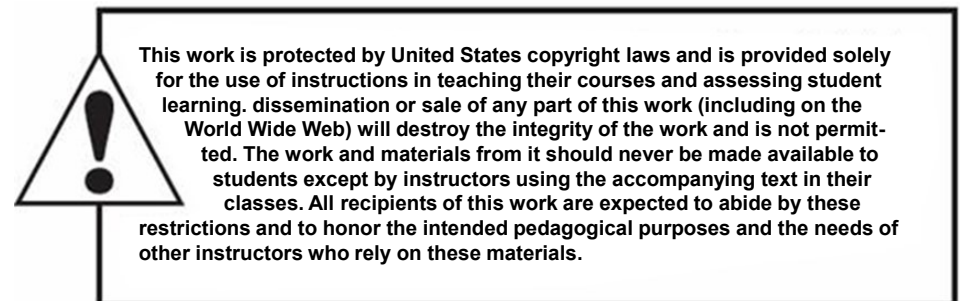 This work is protected by United States copyright laws and is provided solely
for the use of instructions in teaching their courses and assessing student
learning. dissemination or sale of any part of this work (including on the
World Wide Web) will destroy the integrity of the work and is not permit-
ted. The work and materials from it should never be made available to
students except by instructors using the accompanying text in their
classes. All recipients of this work are expected to abide by these
restrictions and to honor the intended pedagogical purposes and the needs of
other instructors who rely on these materials.